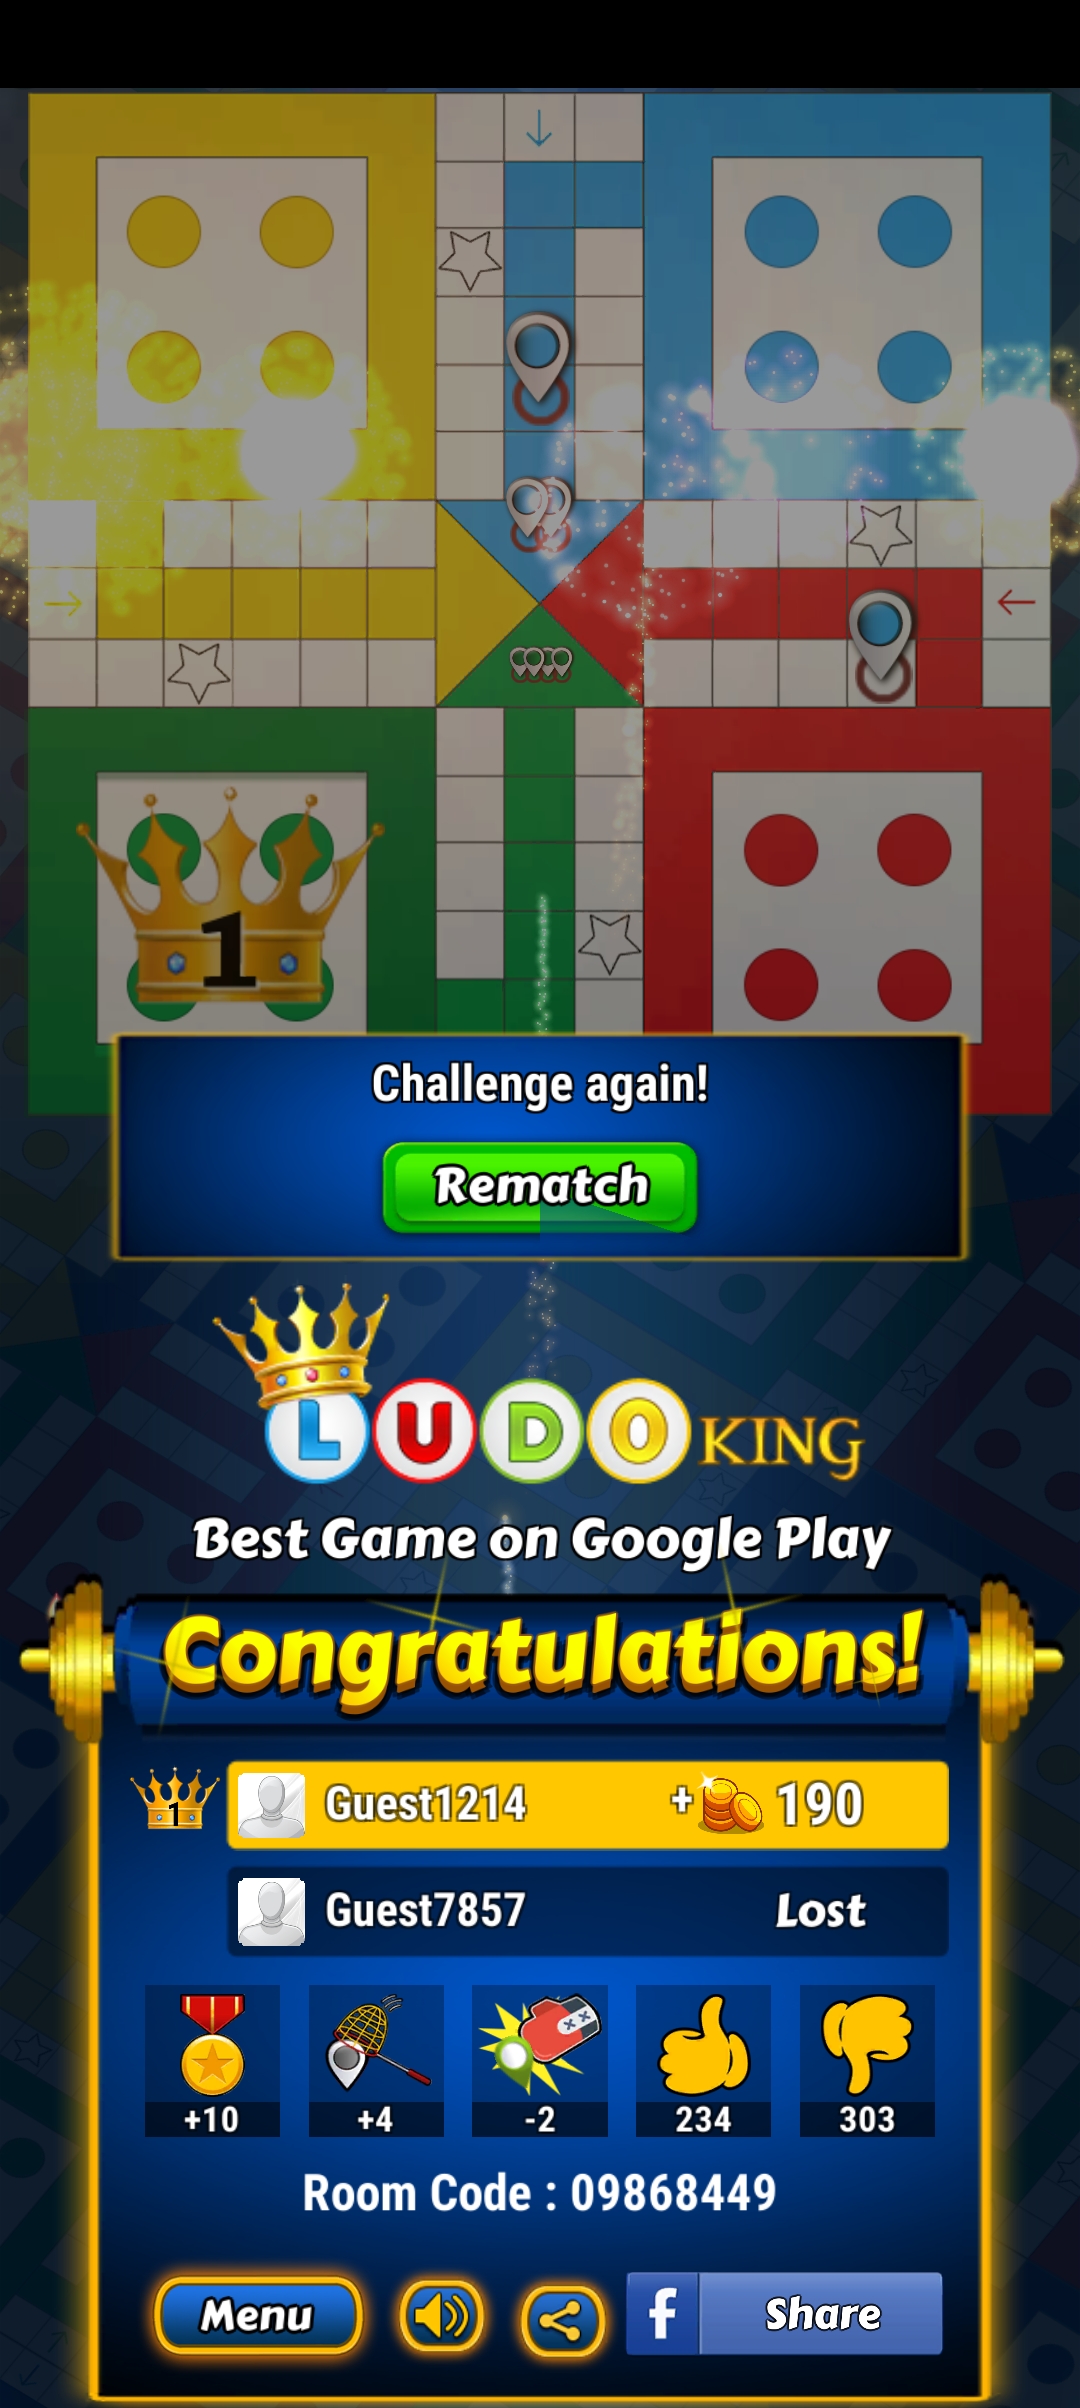 1
Challenge again!
Rematch
LUDO KING
Best Game on Google Play
Congratulations!
1 Guest1214 + 190
Guest7857 Lost
+10 +4 -2 234 303
Room Code : 09868449
Menu f Share